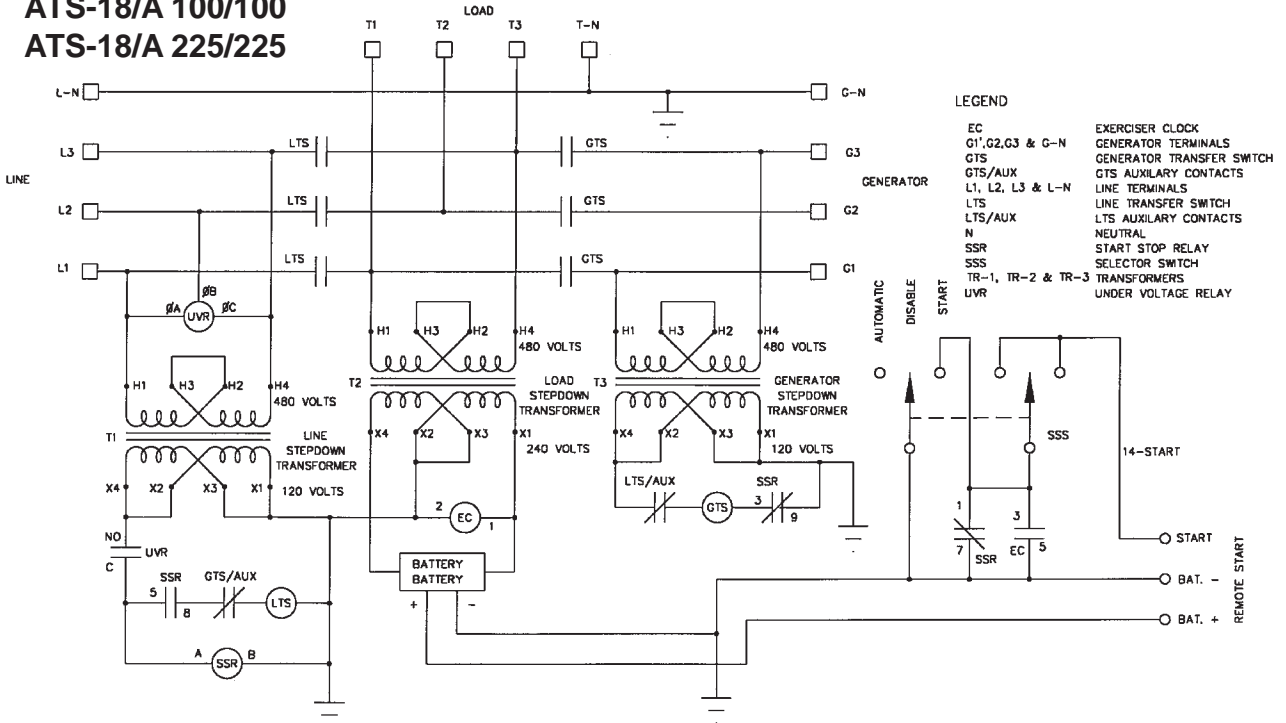 ATS-18/A 100/100
ATS-18/A 225/225
LOAD
T1 T2 T3 T-N
L-N G-N
L3 LTS GTS G3
LINE GENERATOR
L2 LTS GTS G2
L1 LTS GTS G1
LEGEND
EC EXERCISER CLOCK
G1',G2,G3 & G-N GENERATOR TERMINALS
GTS GENERATOR TRANSFER SWITCH
GTS/AUX GTS AUXILARY CONTACTS
L1, L2, L3 & L-N LINE TERMINALS
LTS LINE TRANSFER SWITCH
LTS/AUX LTS AUXILARY CONTACTS
N NEUTRAL
SSR START STOP RELAY
SSS SELECTOR SWITCH
TR-1, TR-2 & TR-3 TRANSFORMERS
UVR UNDER VOLTAGE RELAY
ØB
ØA UVR ØC
H1 H3 H2 H4
480 VOLTS
T1
LINE
STEPDOWN
TRANSFORMER
X4 X2 X3 X1
120 VOLTS
NO
UVR
C
5 SSR 8 GTS/AUX LTS
A SSR B
H1 H3 H2 H4
480 VOLTS
T2
LOAD
STEPDOWN
TRANSFORMER
X4 X2 X3 X1
240 VOLTS
2 EC 1
BATTERY
BATTERY
+ -
H1 H3 H2 H4
480 VOLTS
T3
GENERATOR
STEPDOWN
TRANSFORMER
X4 X2 X3 X1
120 VOLTS
LTS/AUX GTS 3 SSR 9
AUTOMATIC
DISABLE
START
SSS
14-START
1 7 SSR
3 EC 5
START
BAT. -
BAT. +
REMOTE START